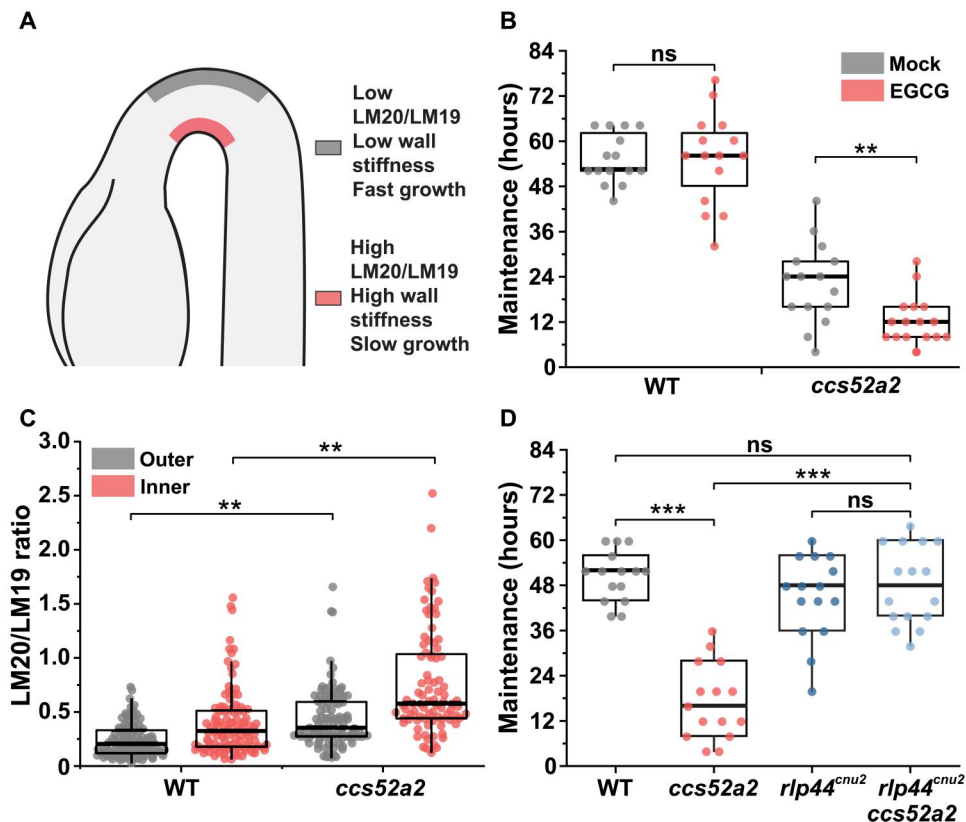 A
Low
LM20/LM19
Low wall
stiffness
Fast growth
High
LM20/LM19
High wall
stiffness
Slow growth
B
Maintenance (hours)
84
72
60
48
36
24
12
0
ns
**
Mock
EGCG
WT
ccs52a2
C
LM20/LM19 ratio
3.0
2.5
2.0
1.5
1.0
0.5
0
Outer
Inner
**
**
WT
ccs52a2
D
Maintenance (hours)
84
72
60
48
36
24
12
0
ns
***
***
ns
WT
ccs52a2
rlp44cnu2
rlp44cnu2
ccs52a2